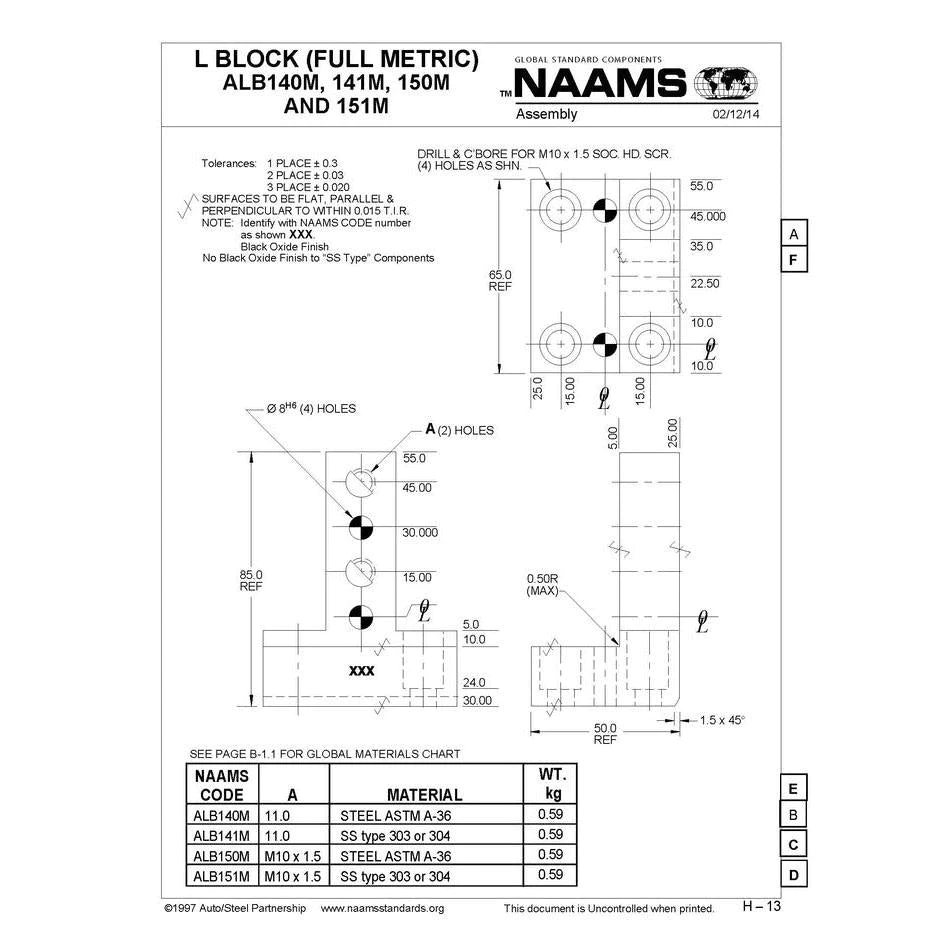 L BLOCK (FULL METRIC)
ALB140M, 141M, 150M
AND 151M
GLOBAL STANDARD COMPONENTS
TM NAAMS
Assembly
02/12/14
Tolerances: 1 PLACE ± 0.3
2 PLACE ± 0.03
3 PLACE ± 0.020
SURFACES TO BE FLAT, PARALLEL &
PERPENDICULAR TO WITHIN 0.015 T.I.R.
NOTE: Identify with NAAMS CODE number
as shown XXX.
Black Oxide Finish
No Black Oxide Finish to "SS Type" Components
DRILL & C'BORE FOR M10 x 1.5 SOC. HD. SCR.
(4) HOLES AS SHN.
55.0
45.000
35.0
22.50
10.0
10.0
65.0
REF
25.0
15.00
15.00
A
F
Ø 8H6 (4) HOLES
A (2) HOLES
55.0
45.00
30.000
15.00
85.0
REF
5.0
10.0
24.0
30.00
XXX
5.00
25.00
0.50R
(MAX)
1.5 x 45°
50.0
REF
SEE PAGE B-1.1 FOR GLOBAL MATERIALS CHART
NAAMS CODE A MATERIAL WT. kg
ALB140M 11.0 STEEL ASTM A-36 0.59
ALB141M 11.0 SS type 303 or 304 0.59
ALB150M M10 x 1.5 STEEL ASTM A-36 0.59
ALB151M M10 x 1.5 SS type 303 or 304 0.59
E
B
C
D
©1997 Auto/Steel Partnership www.naamsstandards.org This document is Uncontrolled when printed. H – 13